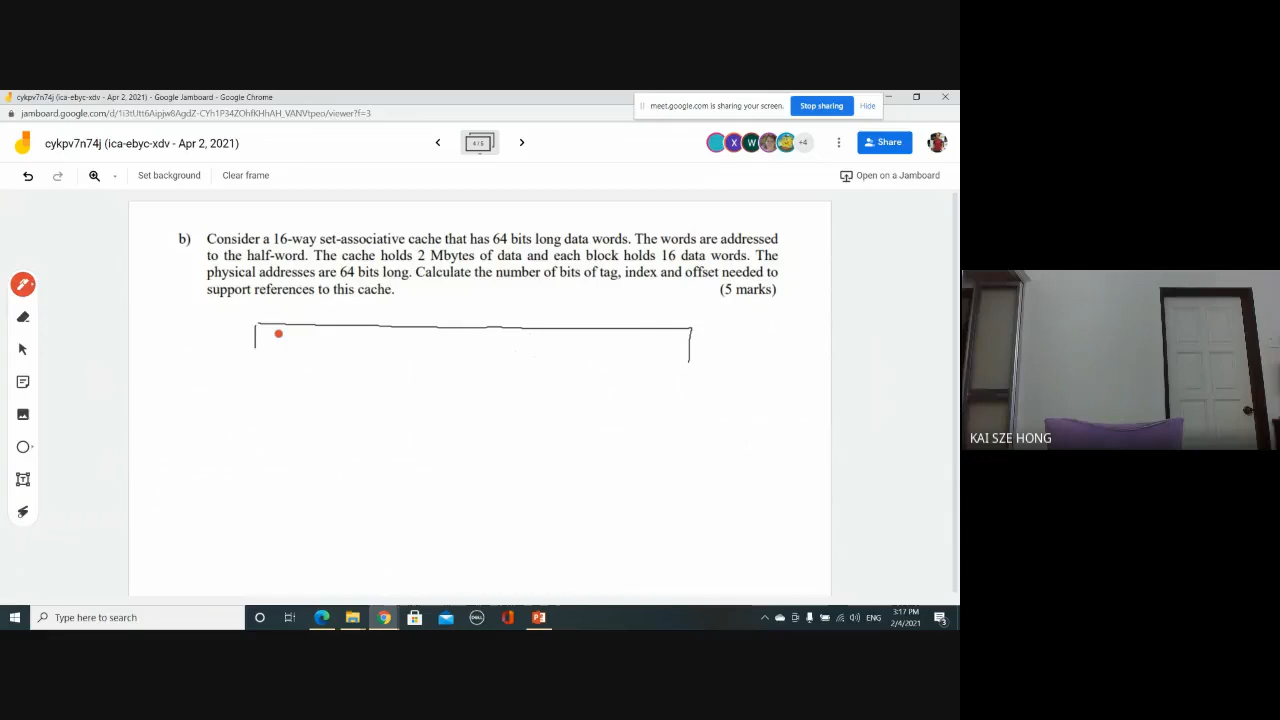 cykpv7n74j (ica-ebyc-xdv - Apr 2, 2021) - Google Jamboard - Google Chrome
meet.google.com is sharing your screen.
Stop sharing
Hide
cykpv7n74j (ica-ebyc-xdv - Apr 2, 2021)
4/5
X
W
+4
Share
Set background
Clear frame
Open on a Jamboard
b) Consider a 16-way set-associative cache that has 64 bits long data words. The words are addressed
to the half-word. The cache holds 2 Mbytes of data and each block holds 16 data words. The
physical addresses are 64 bits long. Calculate the number of bits of tag, index and offset needed to
support references to this cache. (5 marks)
KAI SZE HONG
Type here to search
DELL
ENG
3:17 PM
2/4/2021
3